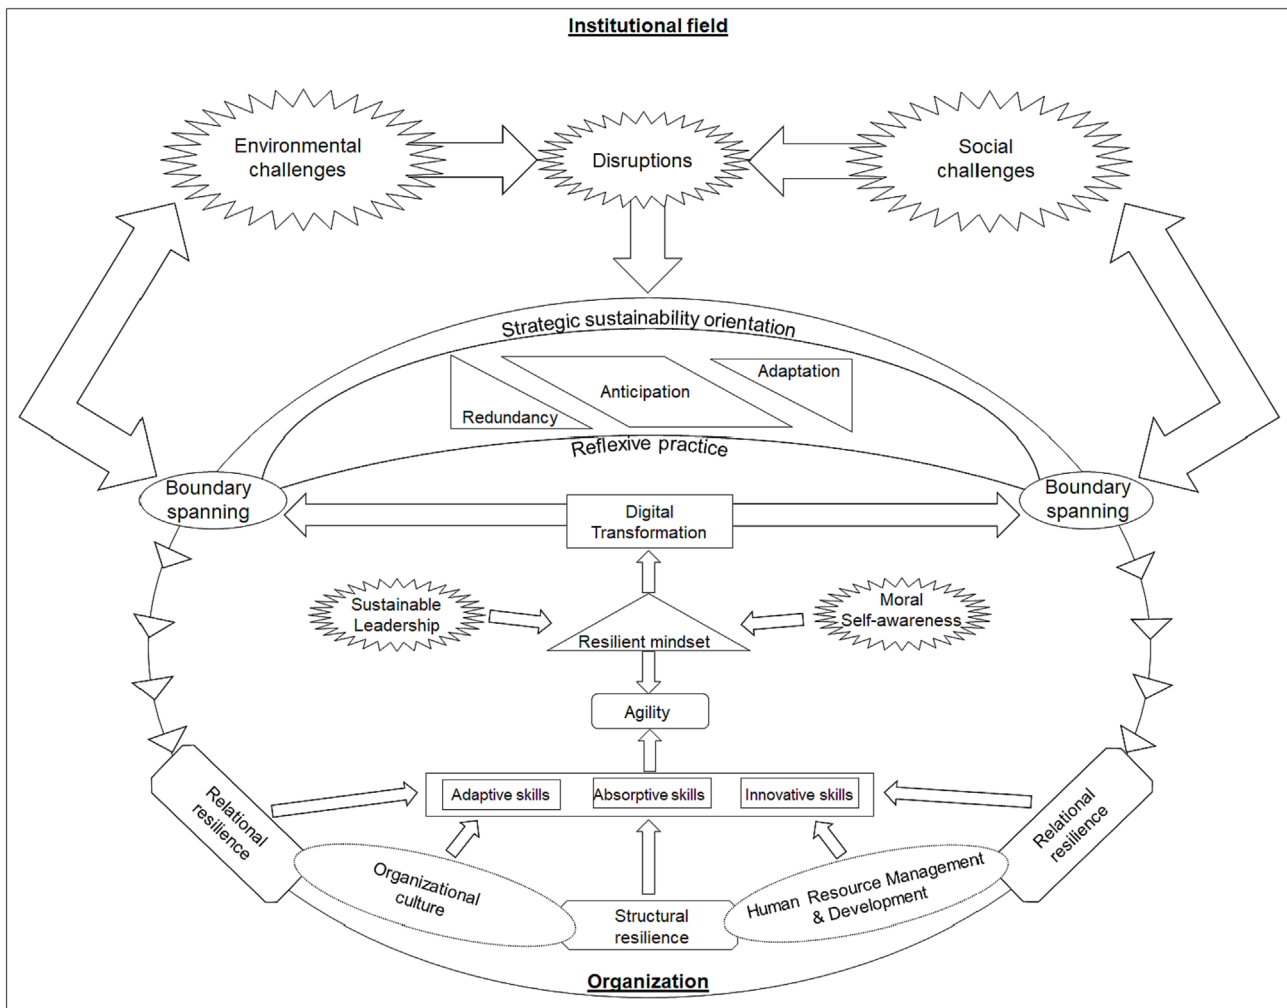 Institutional field
Environmental
challenges
Disruptions
Social
challenges
Strategic sustainability orientation
Redundancy
Anticipation
Adaptation
Reflexive practice
Boundary
spanning
Digital
Transformation
Boundary
spanning
Sustainable
Leadership
Resilient mindset
Moral
Self-awareness
Agility
Adaptive skills
Absorptive skills
Innovative skills
Relational
resilience
Organizational
culture
Structural
resilience
Human Resource Management
& Development
Relational
resilience
Organization